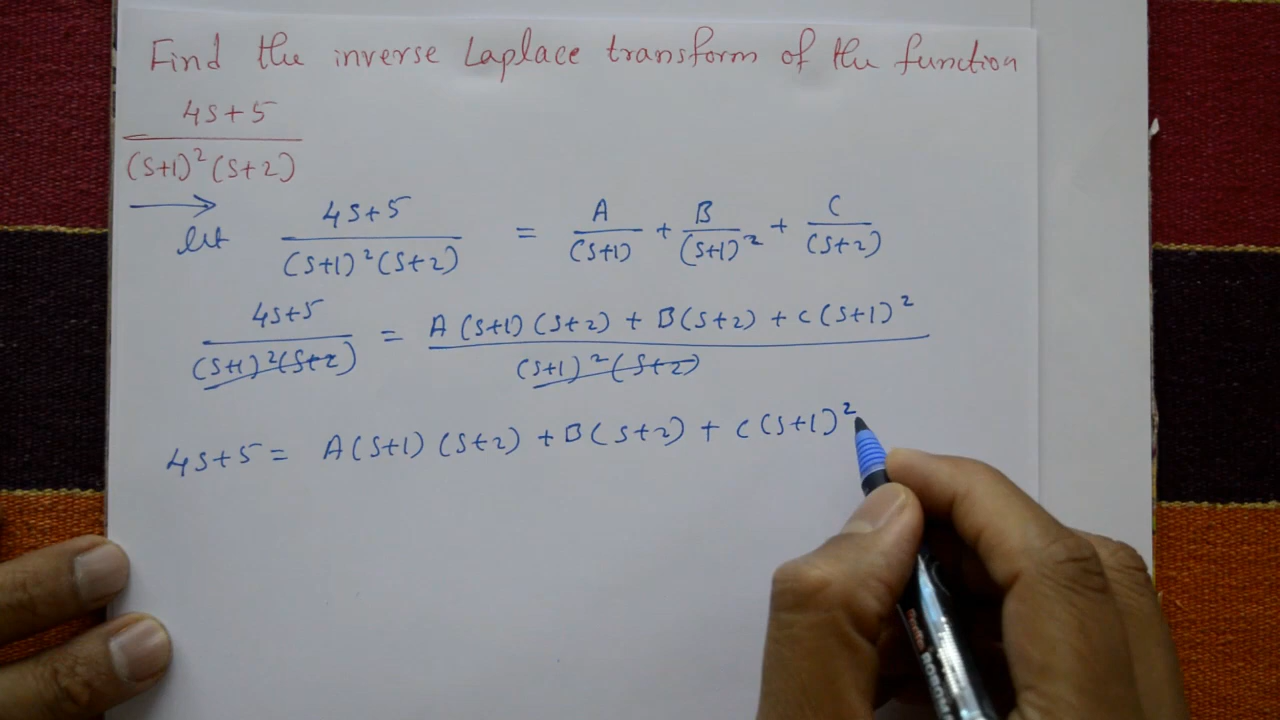 Find the inverse Laplace transform of the function
4s+5
(s+1)²(s+2)
let 4s+5 / (s+1)²(s+2) = A / (s+1) + B / (s+1)² + C / (s+2)
4s+5 / (s+1)²(s+2) = A(s+1)(s+2) + B(s+2) + C(s+1)² / (s+1)²(s+2)
4s+5 = A(s+1)(s+2) + B(s+2) + C(s+1)²